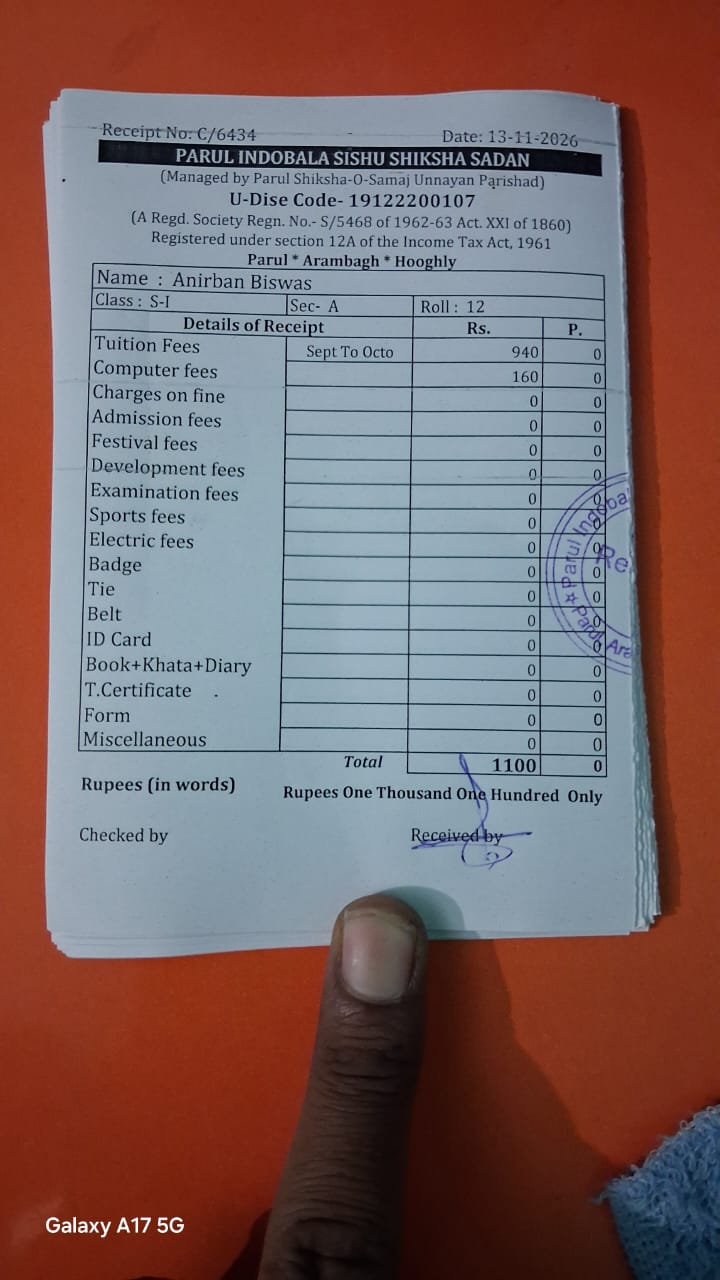 Receipt No: C/6434 Date: 13-11-2026
PARUL INDOBALA SISHU SHIKSHA SADAN
(Managed by Parul Shiksha-O-Samaj Unnayan Parishad)
U-Dise Code- 19122200107
(A Regd. Society Regn. No.- S/5468 of 1962-63 Act. XXI of 1860)
Registered under section 12A of the Income Tax Act, 1961
Parul * Arambagh * Hooghly
Name : Anirban Biswas
Class : S-I Sec- A Roll : 12
Details of Receipt Rs. P.
Tuition Fees Sept To Octo 940 0
Computer fees 160 0
Charges on fine 0 0
Admission fees 0 0
Festival fees 0 0
Development fees 0 0
Examination fees 0 0
Sports fees 0 0
Electric fees 0 0
Badge 0 0
Tie 0 0
Belt 0 0
ID Card 0 0
Book+Khata+Diary 0 0
T.Certificate 0 0
Form 0 0
Miscellaneous 0 0
Total 1100 0
Rupees (in words) Rupees One Thousand One Hundred Only
Checked by Received by
Parul Indoba
Re
Parul Ara
Galaxy A17 5G